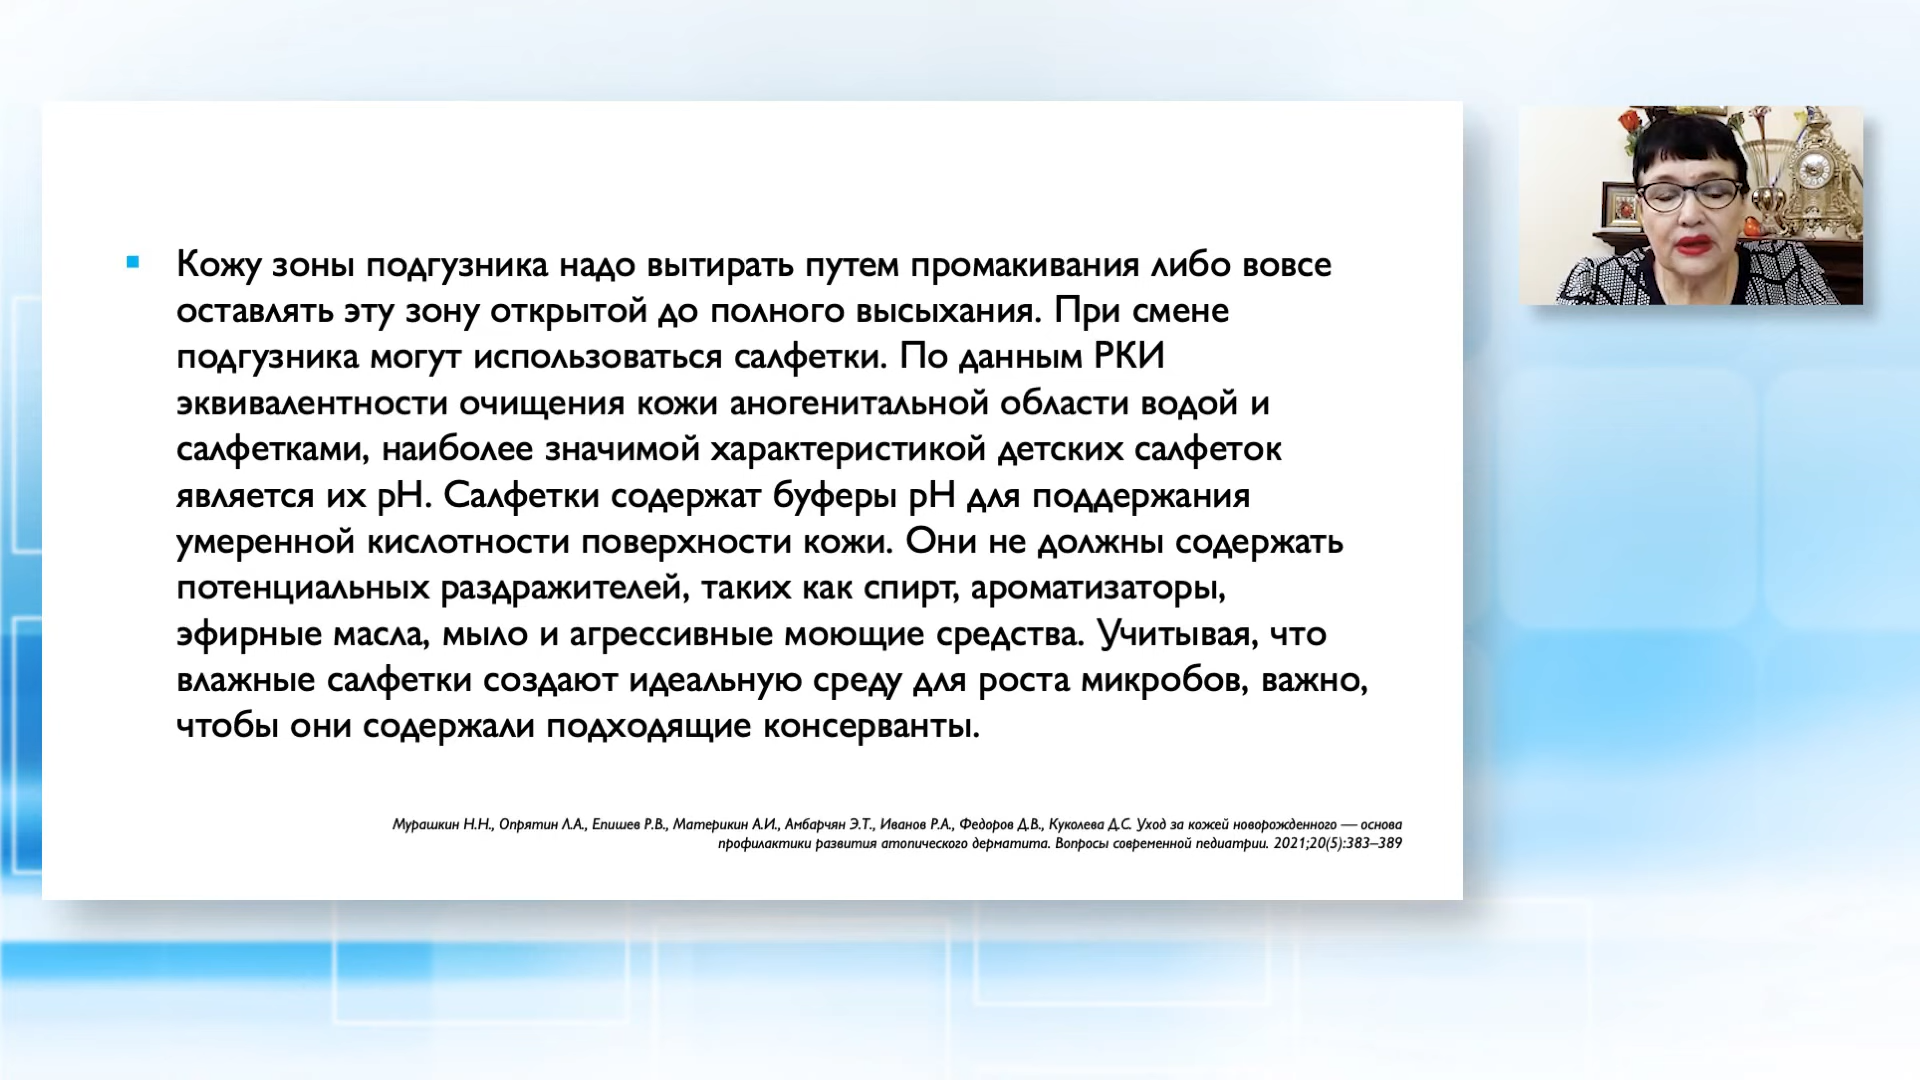 Кожу зоны подгузника надо вытирать путем промакивания либо вовсе
оставлять эту зону открытой до полного высыхания. При смене
подгузника могут использоваться салфетки. По данным РКИ
эквивалентности очищения кожи аногенитальной области водой и
салфетками, наиболее значимой характеристикой детских салфеток
является их pH. Салфетки содержат буферы pH для поддержания
умеренной кислотности поверхности кожи. Они не должны содержать
потенциальных раздражителей, таких как спирт, ароматизаторы,
эфирные масла, мыло и агрессивные моющие средства. Учитывая, что
влажные салфетки создают идеальную среду для роста микробов, важно,
чтобы они содержали подходящие консерванты.
Мурашкин Н.Н., Опрятин Л.А., Епишев Р.В., Материкин А.И., Амбарчян Э.Т., Иванов Р.А., Федоров Д.В., Куколева Д.С. Уход за кожей новорожденного — основа
профилактики развития атопического дерматита. Вопросы современной педиатрии. 2021;20(5):383–389